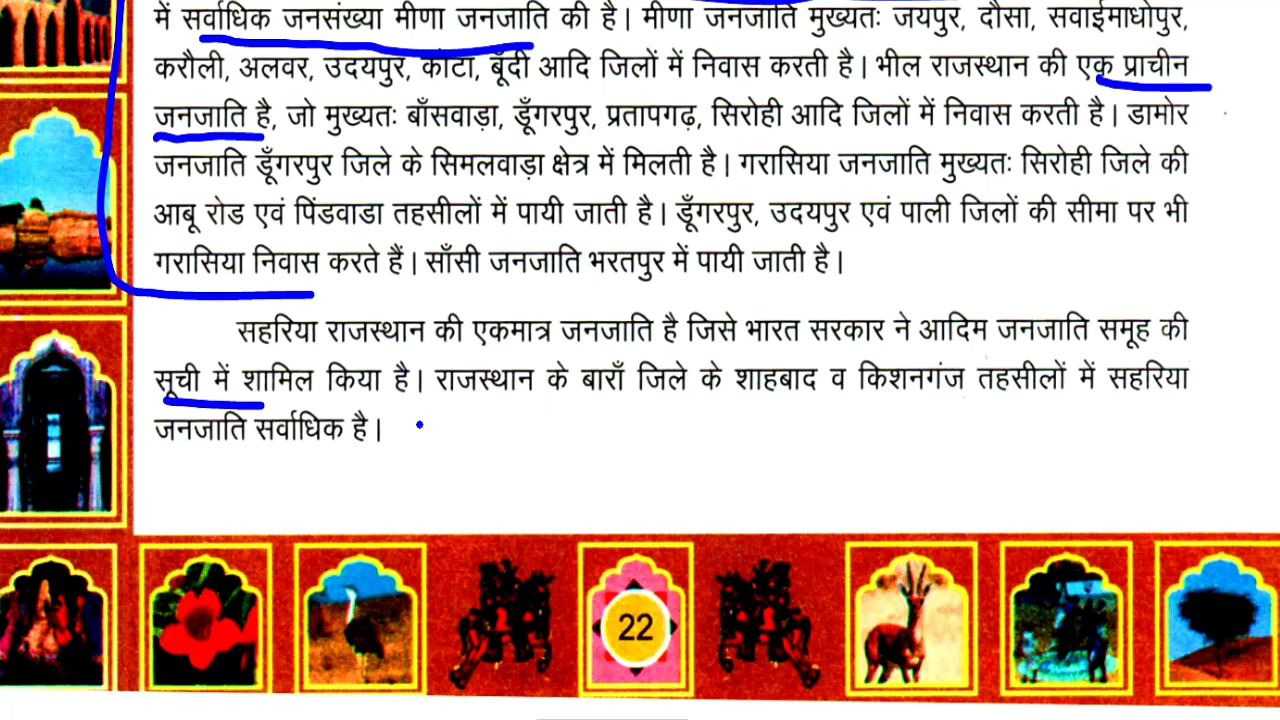 में सर्वाधिक जनसंख्या मीणा जनजाति की है। मीणा जनजाति मुख्यतः जयपुर, दौसा, सवाईमाधोपुर,
करौली, अलवर, उदयपुर, कोटा, बूँदी आदि जिलों में निवास करती है। भील राजस्थान की एक प्राचीन
जनजाति है, जो मुख्यतः बाँसवाड़ा, डूँगरपुर, प्रतापगढ़, सिरोही आदि जिलों में निवास करती है। डामोर
जनजाति डूँगरपुर जिले के सिमलवाड़ा क्षेत्र में मिलती है। गरासिया जनजाति मुख्यतः सिरोही जिले की
आबू रोड एवं पिंडवाडा तहसीलों में पायी जाती है। डूँगरपुर, उदयपुर एवं पाली जिलों की सीमा पर भी
गरासिया निवास करते हैं। साँसी जनजाति भरतपुर में पायी जाती है।
सहरिया राजस्थान की एकमात्र जनजाति है जिसे भारत सरकार ने आदिम जनजाति समूह की
सूची में शामिल किया है। राजस्थान के बाराँ जिले के शाहबाद व किशनगंज तहसीलों में सहरिया
जनजाति सर्वाधिक है।
22